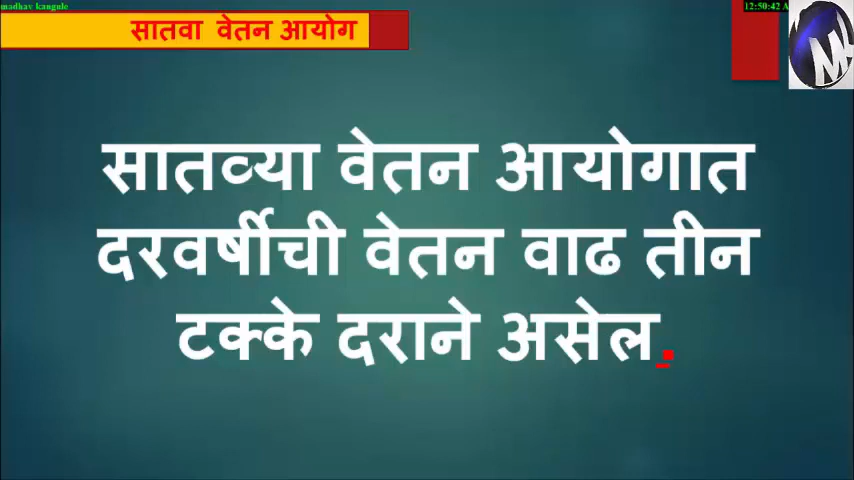 madhav kangule
12:50:42 A
सातवा वेतन आयोग
सातव्या वेतन आयोगात
दरवर्षीची वेतन वाढ तीन
टक्के दराने असेल.